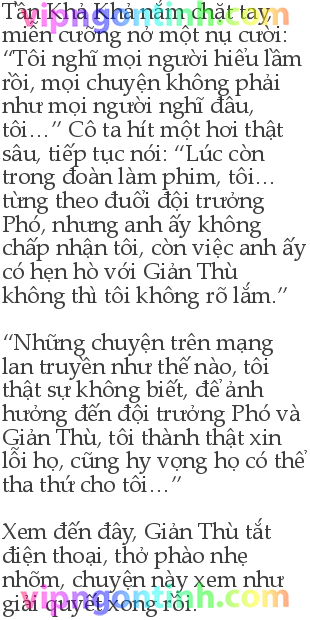 Tần Khả Khả nắm chặt tay,
miễn cưỡng nở một nụ cười:
“Tôi nghĩ mọi người hiểu lầm
rồi, mọi chuyện không phải
như mọi người nghĩ đâu,
tôi…” Cô ta hít một hơi thật
sâu, tiếp tục nói: “Lúc còn
trong đoàn làm phim, tôi…
từng theo đuổi đội trưởng
Phó, nhưng anh ấy không
chấp nhận tôi, còn việc anh ấy
có hẹn hò với Giản Thù
không thì tôi không rõ lắm.”

“Những chuyện trên mạng
lan truyền như thế nào, tôi
thật sự không biết, để ảnh
hưởng đến đội trưởng Phó và
Giản Thù, tôi thành thật xin
lỗi họ, cũng hy vọng họ có thể
tha thứ cho tôi…”

Xem đến đây, Giản Thù tắt
điện thoại, thở phào nhẹ
nhõm, chuyện này xem như
giải quyết xong rồi.
vipngontinh.com
vipngontinh.com